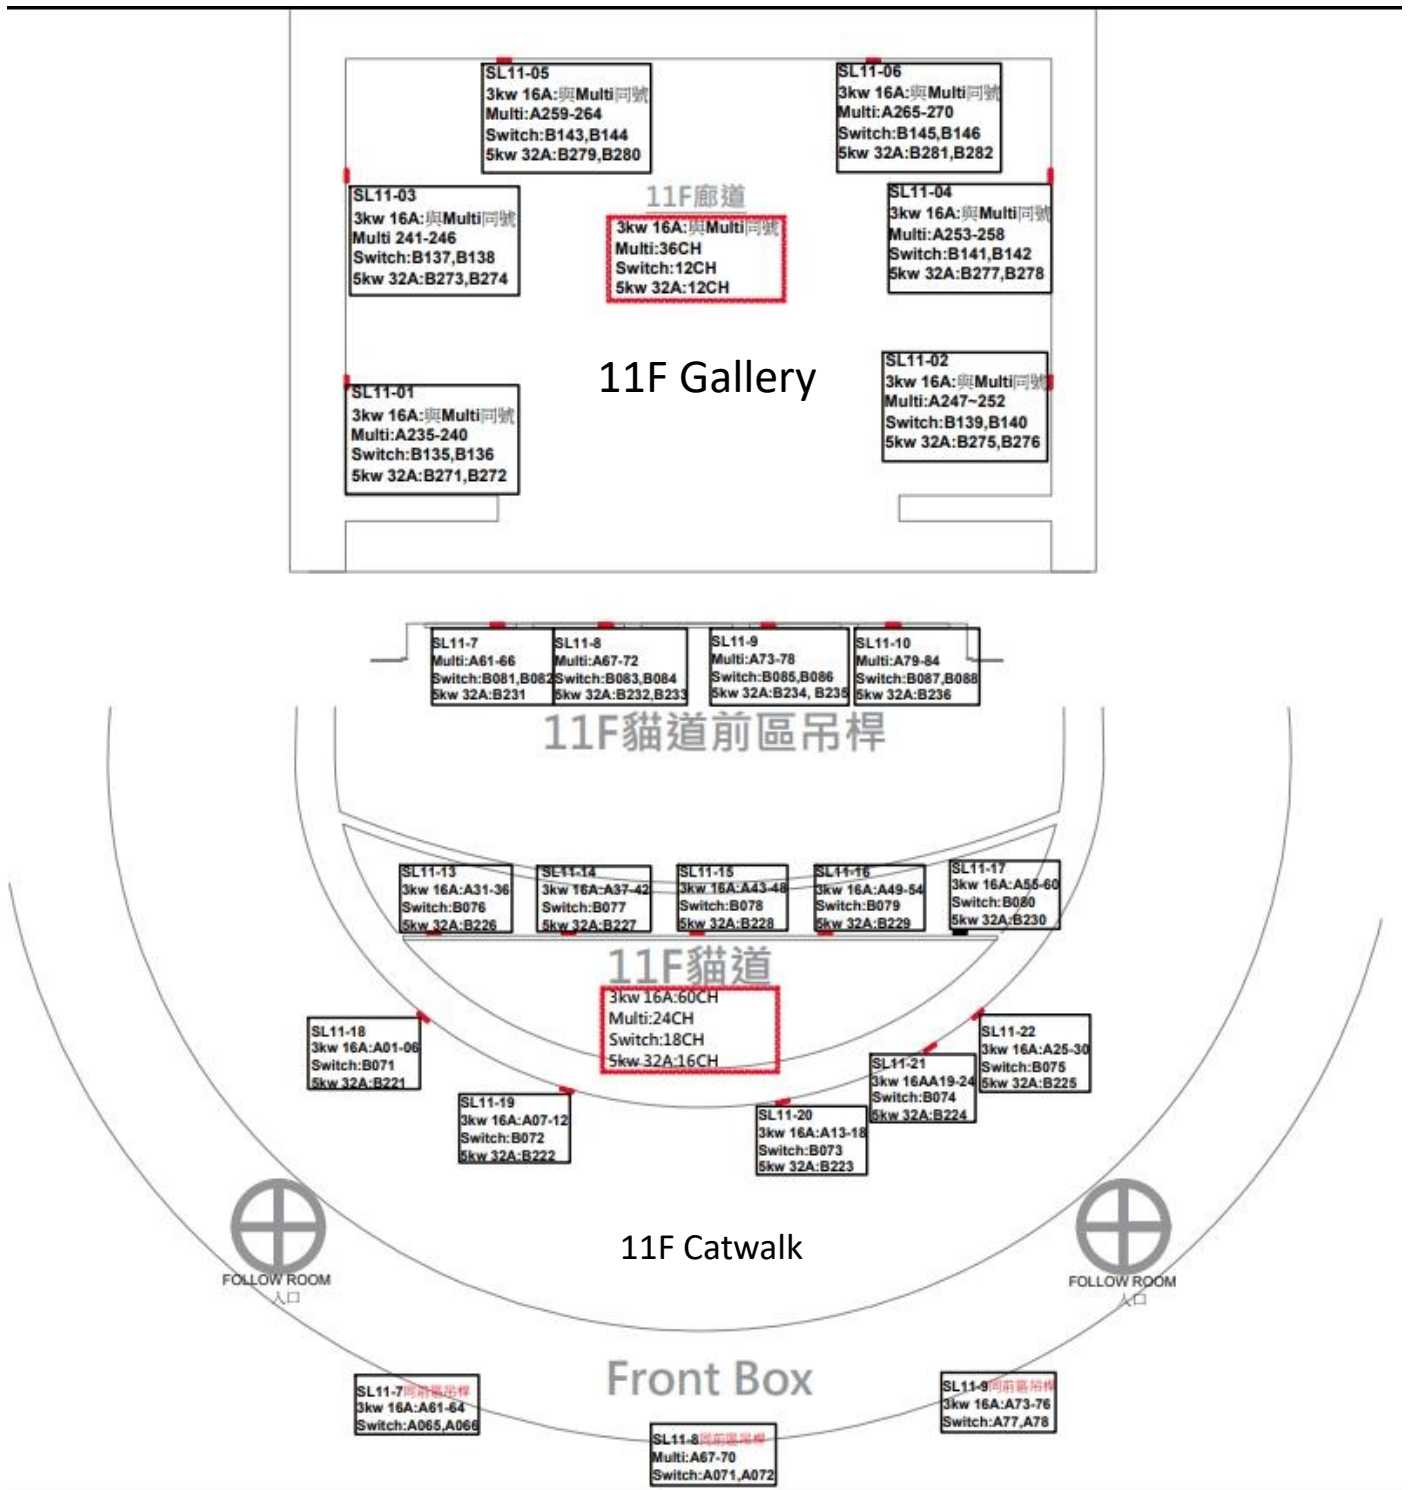 SL11-05
3kw 16A:與Multi同號
Multi:A259-264
Switch:B143,B144
5kw 32A:B279,B280
SL11-06
3kw 16A:與Multi同號
Multi:A265-270
Switch:B145,B146
5kw 32A:B281,B282
SL11-03
3kw 16A:與Multi同號
Multi 241-246
Switch:B137,B138
5kw 32A:B273,B274
11F廊道
3kw 16A:與Multi同號
Multi:36CH
Switch:12CH
5kw 32A:12CH
SL11-04
3kw 16A:與Multi同號
Multi:A253-258
Switch:B141,B142
5kw 32A:B277,B278
11F Gallery
SL11-01
3kw 16A:與Multi同號
Multi:A235-240
Switch:B135,B136
5kw 32A:B271,B272
SL11-02
3kw 16A:與Multi同號
Multi:A247~252
Switch:B139,B140
5kw 32A:B275,B276
SL11-7
Multi:A61-66
Switch:B081,B082
5kw 32A:B231
SL11-8
Multi:A67-72
Switch:B083,B084
5kw 32A:B232,B233
SL11-9
Multi:A73-78
Switch:B085,B086
5kw 32A:B234, B235
SL11-10
Multi:A79-84
Switch:B087,B088
5kw 32A:B236
11F貓道前區吊桿
SL11-13
3kw 16A:A31-36
Switch:B076
5kw 32A:B226
SL11-14
3kw 16A:A37-42
Switch:B077
5kw 32A:B227
SL11-15
3kw 16A:A43-48
Switch:B078
5kw 32A:B228
SL11-16
3kw 16A:A49-54
Switch:B079
5kw 32A:B229
SL11-17
3kw 16A:A55-60
Switch:B080
5kw 32A:B230
11F貓道
3kw 16A:60CH
Multi:24CH
Switch:18CH
5kw 32A:16CH
SL11-18
3kw 16A:A01-06
Switch:B071
5kw 32A:B221
SL11-19
3kw 16A:A07-12
Switch:B072
5kw 32A:B222
SL11-20
3kw 16A:A13-18
Switch:B073
5kw 32A:B223
SL11-21
3kw 16AA19-24
Switch:B074
5kw 32A:B224
SL11-22
3kw 16A:A25-30
Switch:B075
5kw 32A:B225
11F Catwalk
FOLLOW ROOM
入口
FOLLOW ROOM
入口
Front Box
SL11-7同前區吊桿
3kw 16A:A61-64
Switch:A065,A066
SL11-8同前區吊桿
Multi:A67-70
Switch:A071,A072
SL11-9同前區吊桿
3kw 16A:A73-76
Switch:A77,A78